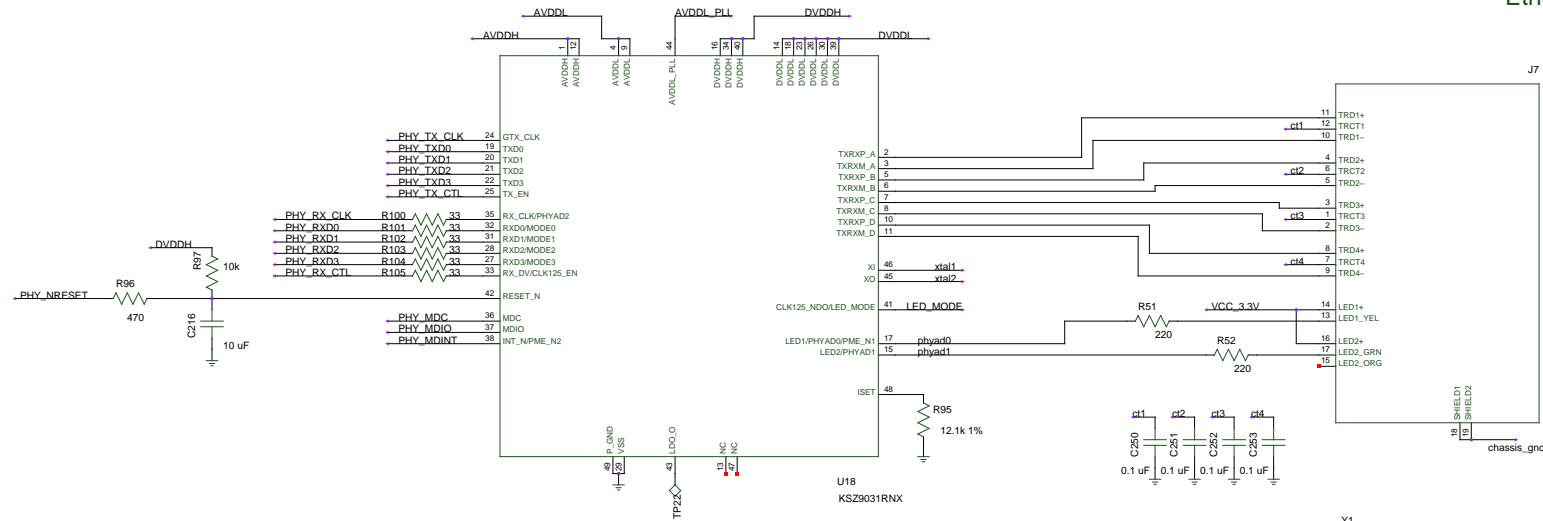 Eth
AVDDL
AVDDL_PLL
DVDDH
AVDDH
DVDDL
1 12 4 9 44 16 34 40 14 18 23 26 30 39
AVDDH AVDDH AVDDL AVDDL AVDDL_PLL DVDDH DVDDH DVDDH DVDDL DVDDL DVDDL DVDDL DVDDL DVDDL
J7
PHY_TX_CLK 24 GTX_CLK
PHY_TXD0 19 TXD0
PHY_TXD1 20 TXD1
PHY_TXD2 21 TXD2
PHY_TXD3 22 TXD3
PHY_TX_CTL 25 TX_EN
PHY_RX_CLK R100 33 35 RX_CLK/PHYAD2
PHY_RXD0 R101 33 32 RXD0/MODE0
PHY_RXD1 R102 33 31 RXD1/MODE1
PHY_RXD2 R103 33 28 RXD2/MODE2
PHY_RXD3 R104 33 27 RXD3/MODE3
PHY_RX_CTL R105 33 33 RX_DV/CLK125_EN
DVDDH
R97
10k
PHY_NRESET
R96
470
42 RESET_N
C216
10 uF
PHY_MDC 36 MDC
PHY_MDIO 37 MDIO
PHY_MDINT 38 INT_N/PME_N2
TXRXP_A 2
TXRXM_A 3
TXRXP_B 5
TXRXM_B 6
TXRXP_C 7
TXRXM_C 8
TXRXP_D 10
TXRXM_D 11
XI 46 xtal1
XO 45 xtal2
CLK125_NDO/LED_MODE 41 LED_MODE
LED1/PHYAD0/PME_N1 17 phyad0
LED2/PHYAD1 15 phyad1
ISET 48
R95
12.1k 1%
P_GND VSS LDO_O NC NC
49 29 43 13 47
TP22
U18
KSZ9031RNX
11 TRD1+
ct1 12 TRCT1
10 TRD1−
4 TRD2+
ct2 6 TRCT2
5 TRD2−
3 TRD3+
ct3 1 TRCT3
2 TRD3−
8 TRD4+
ct4 7 TRCT4
9 TRD4−
VCC_3.3V 14 LED1+
R51
220
13 LED1_YEL
16 LED2+
R52
220
17 LED2_GRN
15 LED2_ORG
SHIELD1 SHIELD2
18 19
chassis_gnd
ct1 ct2 ct3 ct4
C250 C251 C252 C253
0.1 uF 0.1 uF 0.1 uF 0.1 uF
Y1